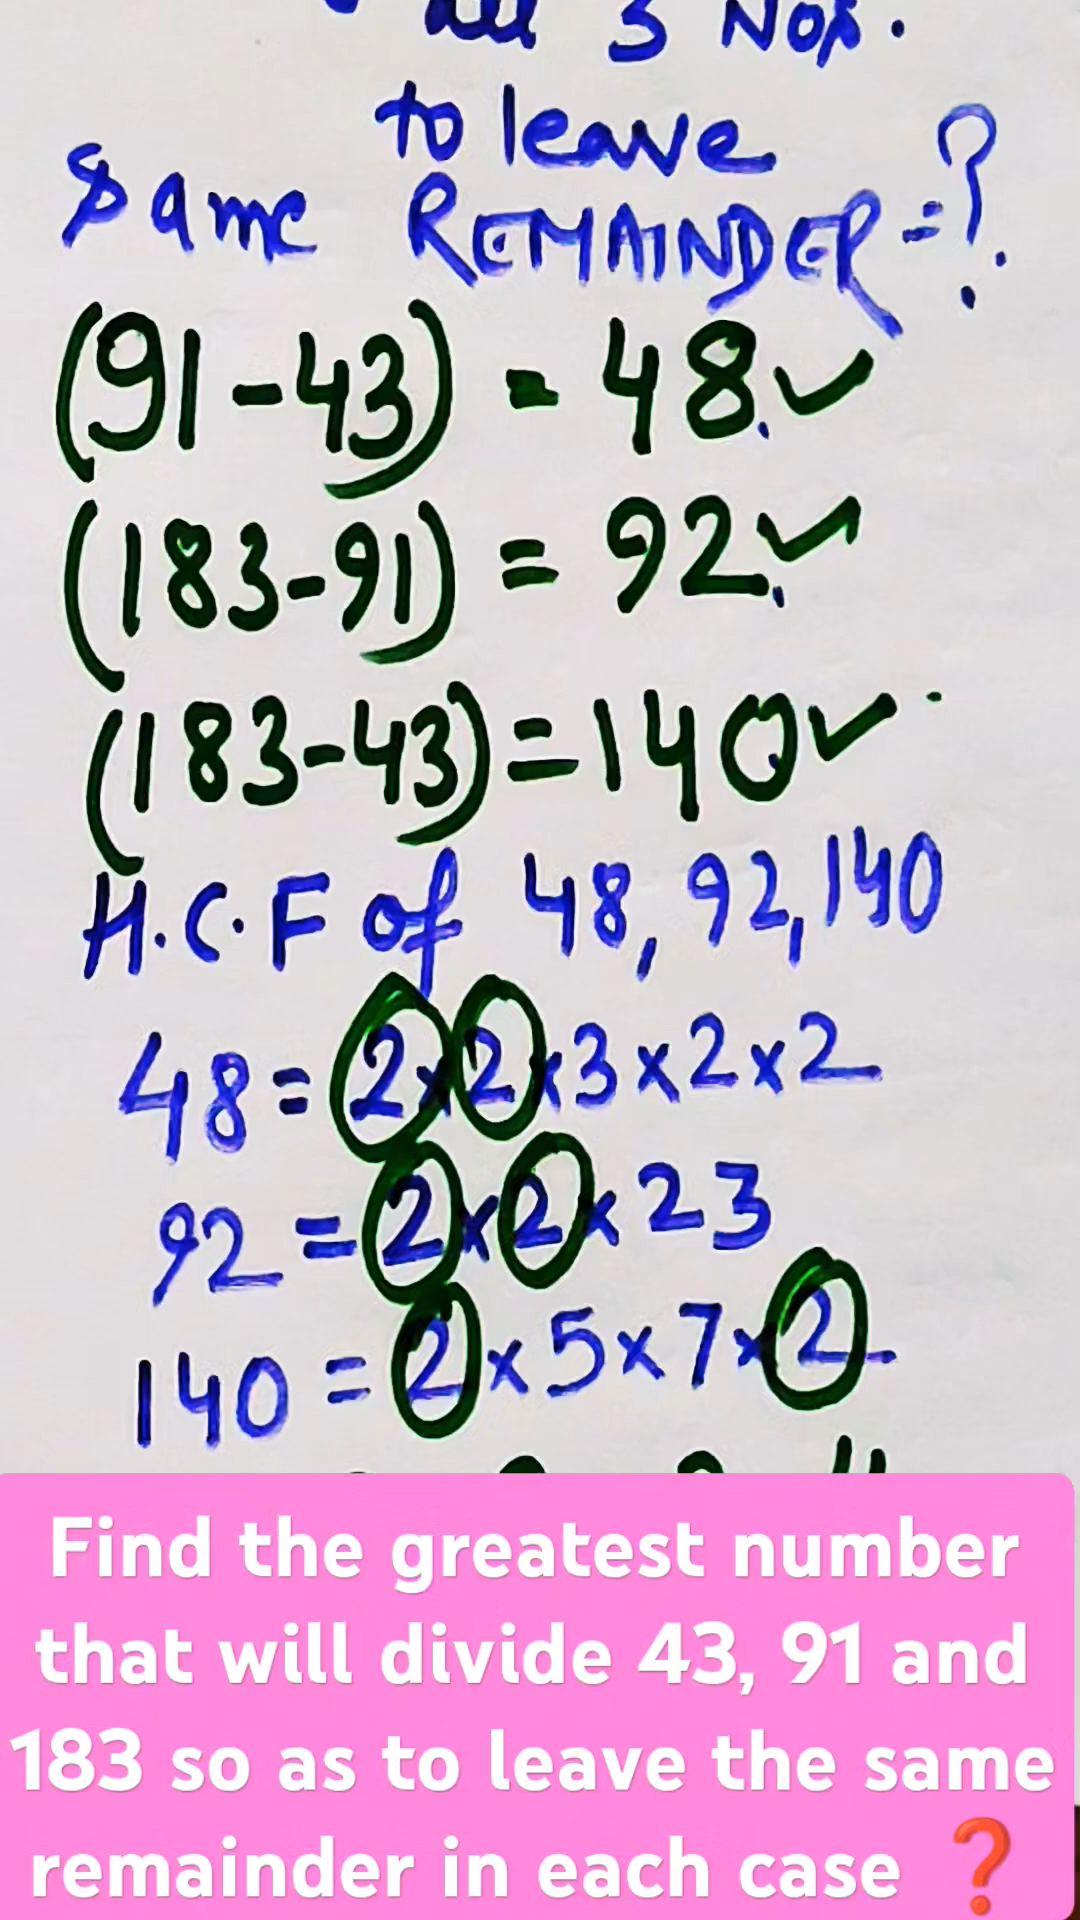 all 3 Nos.
to leave
same REMAINDER=?
(91-43) = 48 ✓
(183-91) = 92 ✓
(183-43) = 140 ✓
H.C.F of 48, 92, 140
48 = 2×2×3×2×2
92 = 2×2×23
140 = 2×5×7×2
Find the greatest number
that will divide 43, 91 and
183 so as to leave the same
remainder in each case ❓